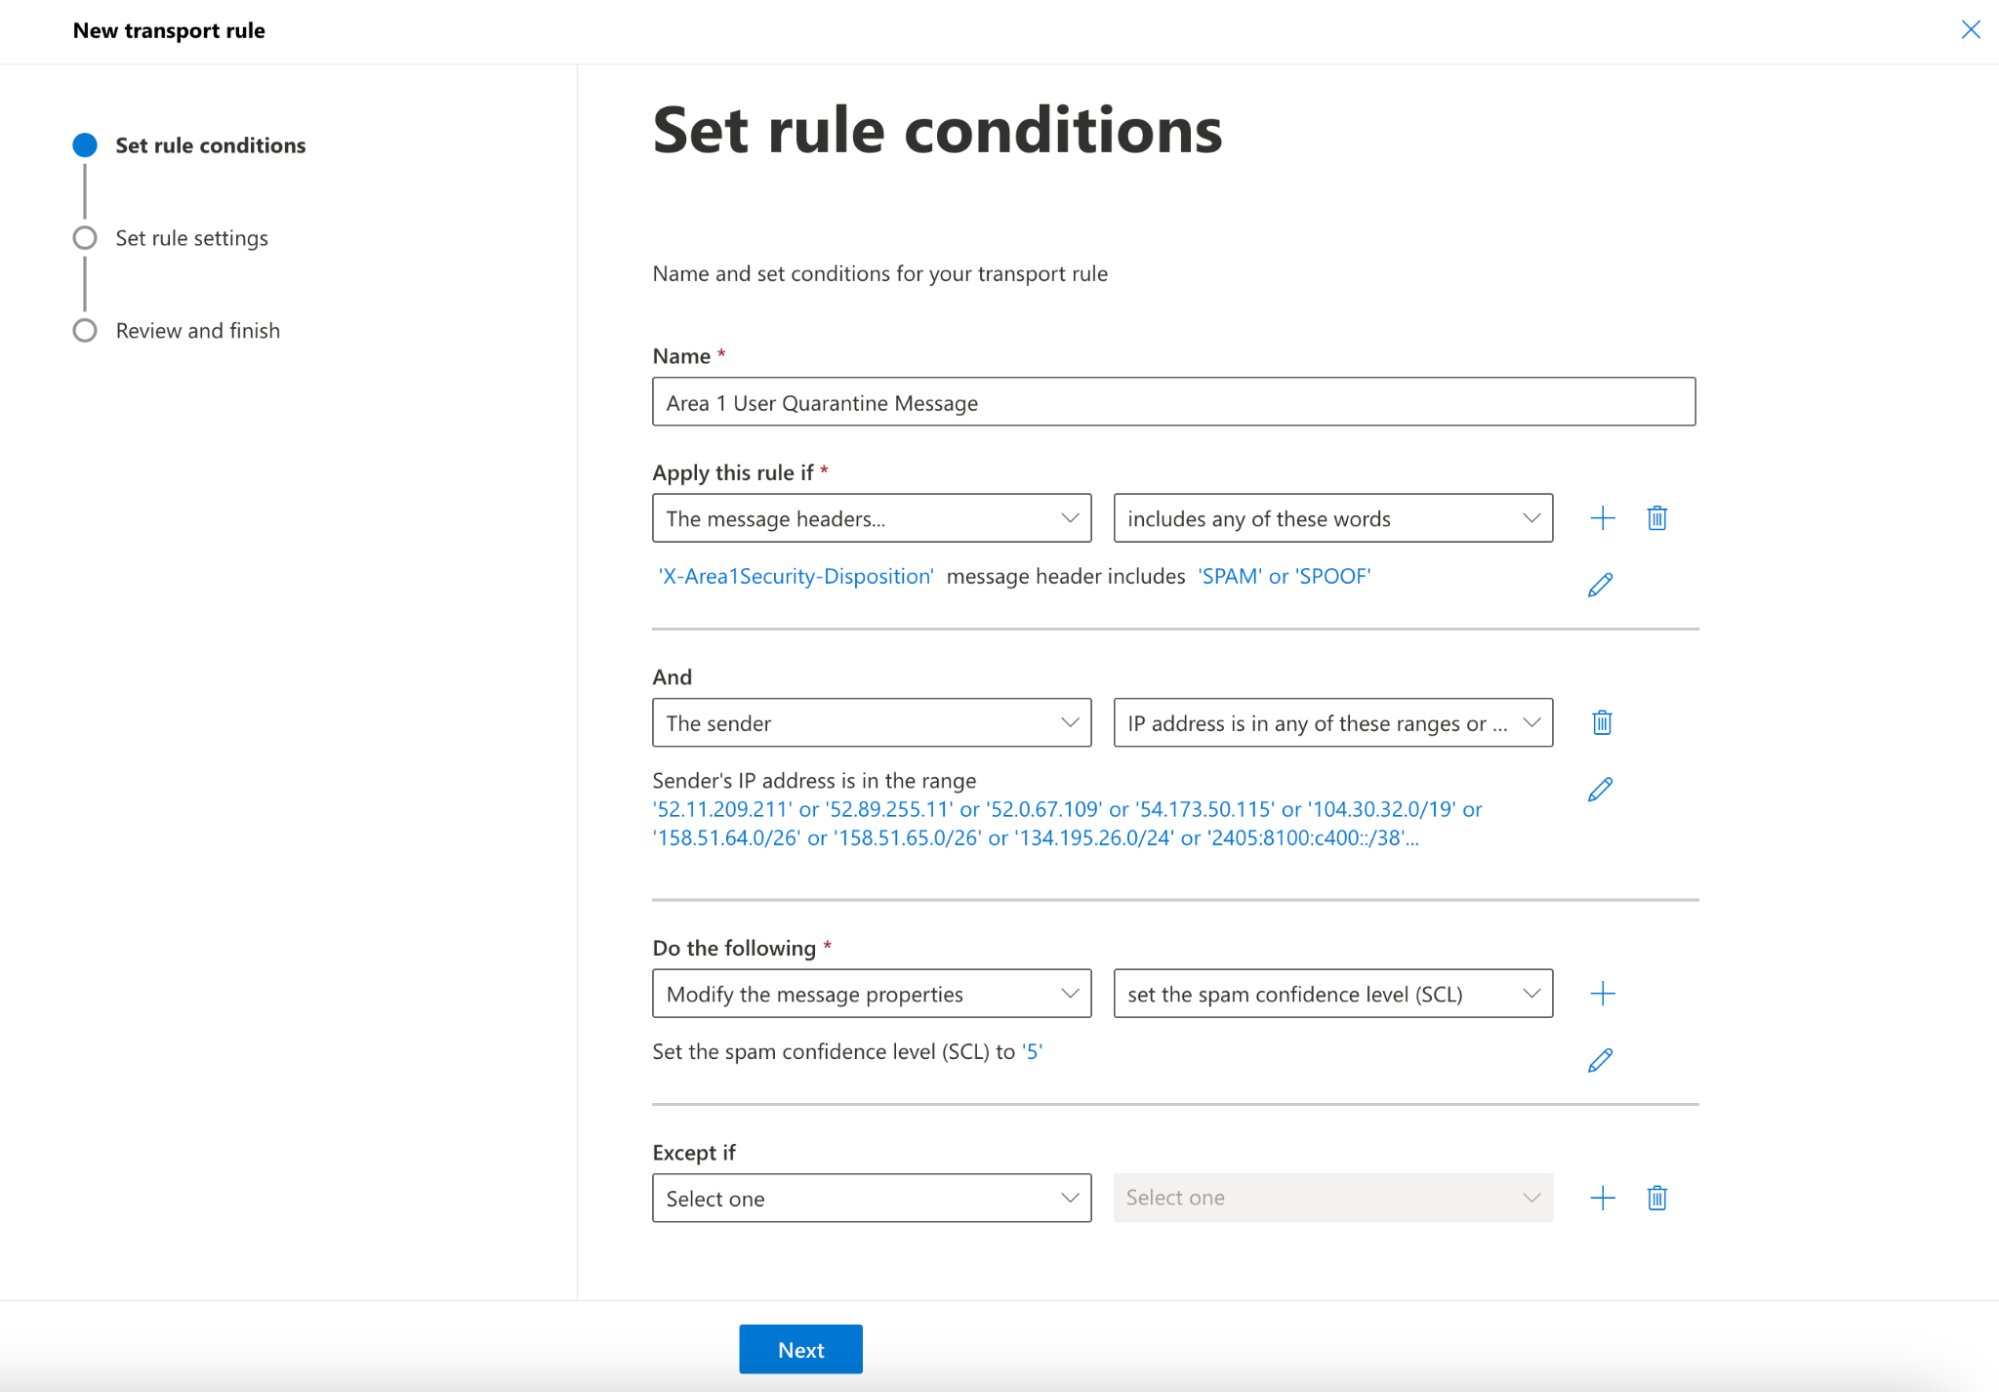 New transport rule
Set rule conditions
Set rule settings
Review and finish
Set rule conditions
Name and set conditions for your transport rule
Name *
Area 1 User Quarantine Message
Apply this rule if *
The message headers... includes any of these words
'X-Area1Security-Disposition' message header includes 'SPAM' or 'SPOOF'
And
The sender IP address is in any of these ranges or ...
Sender's IP address is in the range
'52.11.209.211' or '52.89.255.11' or '52.0.67.109' or '54.173.50.115' or '104.30.32.0/19' or
'158.51.64.0/26' or '158.51.65.0/26' or '134.195.26.0/24' or '2405:8100:c400::/38'...
Do the following *
Modify the message properties set the spam confidence level (SCL)
Set the spam confidence level (SCL) to '5'
Except if
Select one Select one
Next